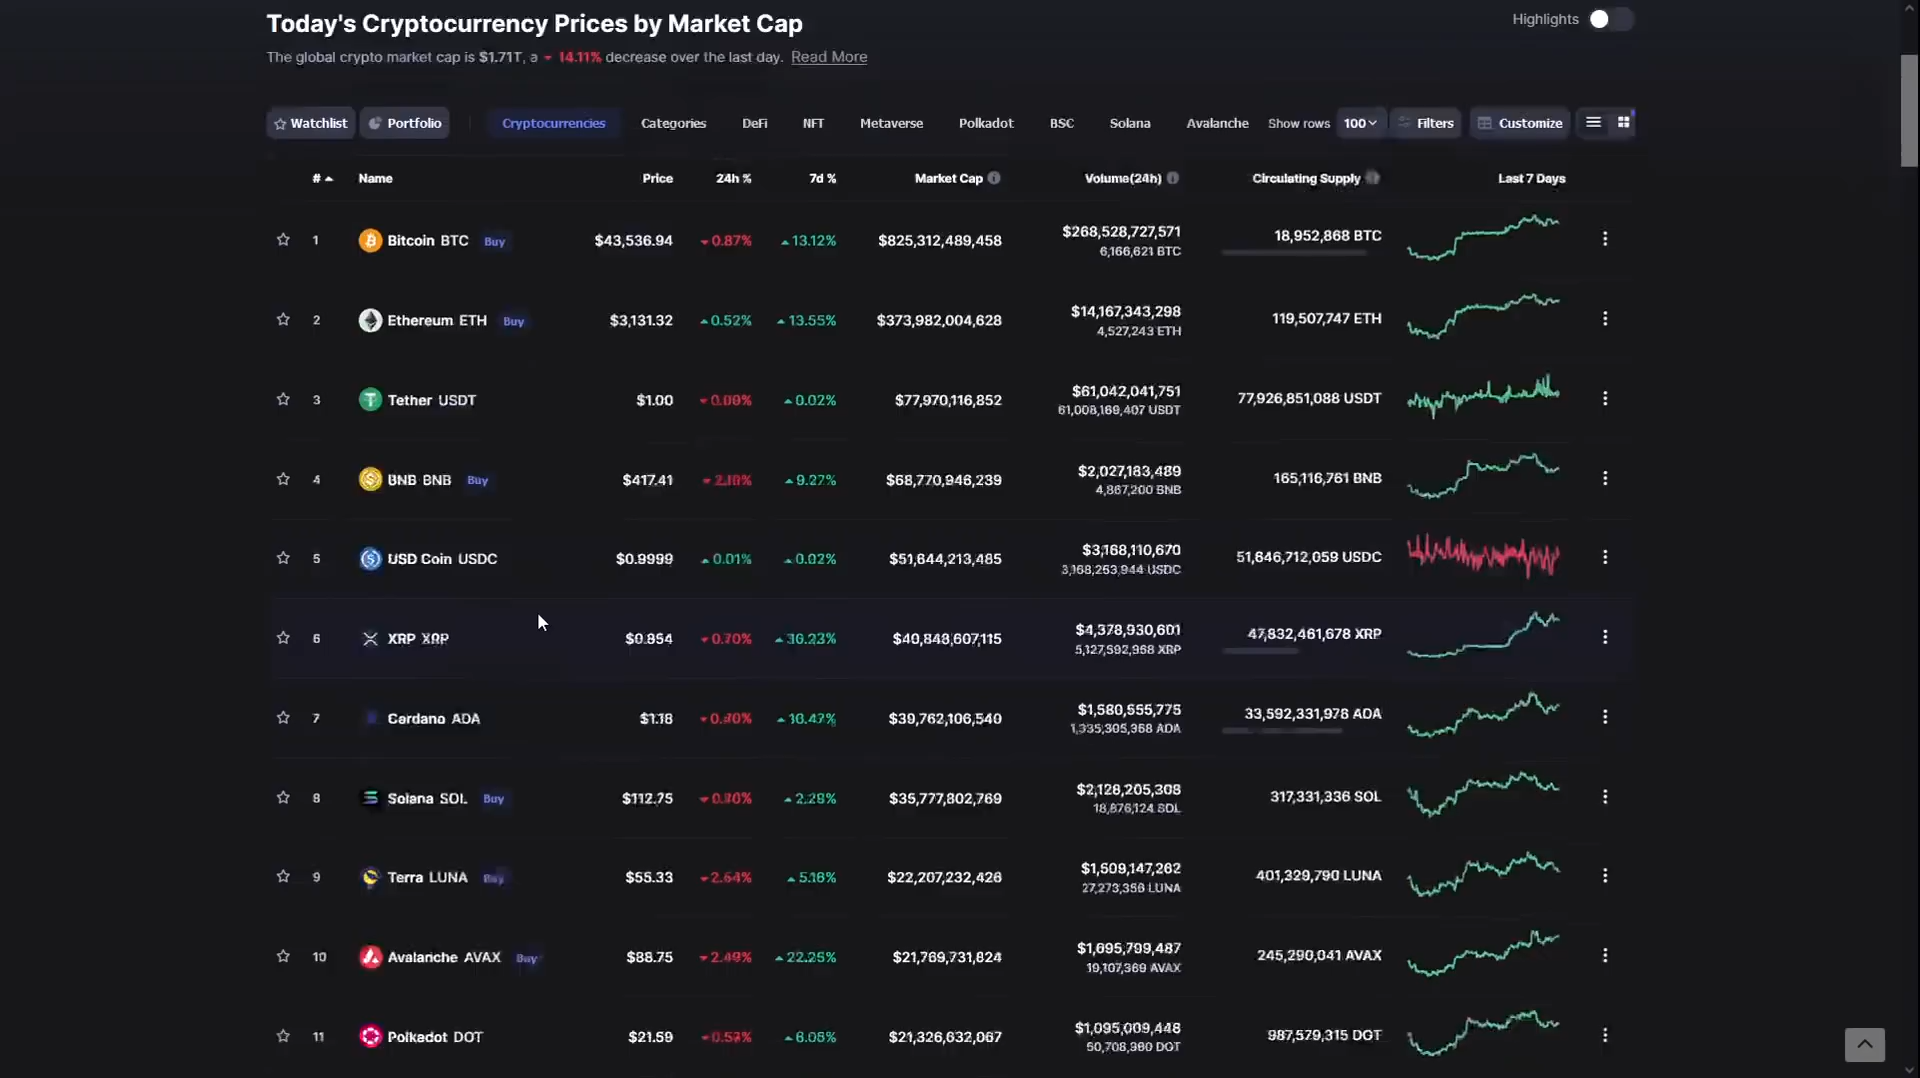 Today's Cryptocurrency Prices by Market Cap
Highlights
The global crypto market cap is $1.71T, a 14.11% decrease over the last day. Read More
Watchlist Portfolio Cryptocurrencies Categories DeFi NFT Metaverse Polkadot BSC Solana Avalanche Show rows 100 Filters Customize
# Name Price 24h % 7d % Market Cap Volume(24h) Circulating Supply Last 7 Days
1 Bitcoin BTC Buy $43,536.94 0.87% 13.12% $825,312,489,458 $268,528,727,571 18,952,868 BTC
6,166,621 BTC
2 Ethereum ETH Buy $3,131.32 0.52% 13.55% $373,982,004,628 $14,167,343,298 119,507,747 ETH
4,527,243 ETH
3 Tether USDT $1.00 0.02% $77,970,116,852 $61,042,041,751 77,926,851,088 USDT
61,008,169,407 USDT
4 BNB BNB Buy $417.41 9.27% $68,770,946,239 $2,027,183,489 165,116,761 BNB
4,867,200 BNB
5 USD Coin USDC $0.9999 0.01% 0.02% $51,644,213,485 $3,168,110,670 51,646,712,059 USDC
3,168,253,944 USDC
6 XRP $0.854 0.70% $40,848,607,115 $4,378,930,601 47,832,461,678 XRP
5,127,592,968 XRP
7 Cardano ADA $1.18 $39,762,106,540 $1,580,555,775 33,592,331,978 ADA
1,335,305,368 ADA
8 Solana SOL Buy $112.75 $35,777,802,769 $2,128,205,308 317,331,336 SOL
18,876,124 SOL
9 Terra LUNA Buy $55.33 2.64% 5.16% $22,207,232,426 $1,509,147,262 401,329,790 LUNA
27,273,356 LUNA
10 Avalanche AVAX Buy $88.75 2.49% 22.25% $21,769,731,824 $1,695,799,487 245,290,041 AVAX
19,107,369 AVAX
11 Polkadot DOT $21.59 $21,326,632,067 $1,095,009,448 987,579,315 DOT
50,708,360 DOT